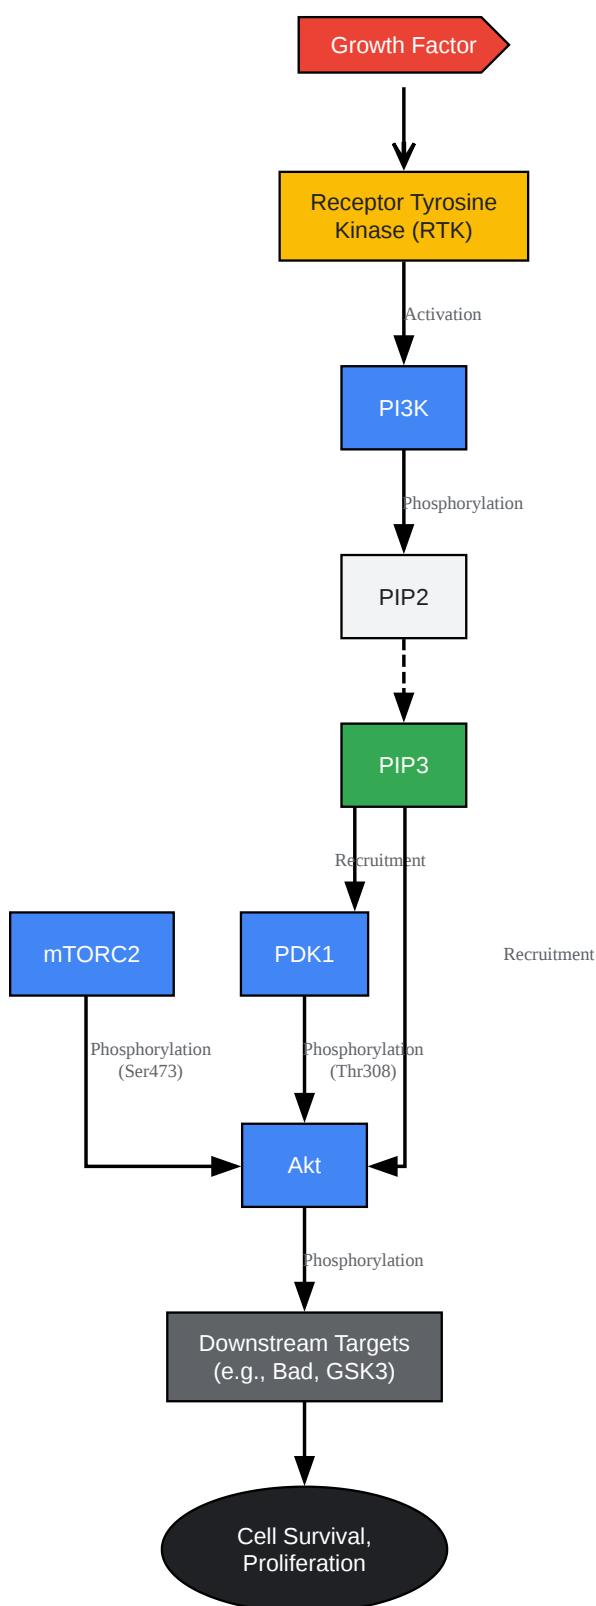 Growth Factor
Receptor Tyrosine
Kinase (RTK)
Activation
PI3K
Phosphorylation
PIP2
PIP3
Recruitment
mTORC2
PDK1
Recruitment
Phosphorylation
(Ser473)
Phosphorylation
(Thr308)
Akt
Phosphorylation
Downstream Targets
(e.g., Bad, GSK3)
Cell Survival,
Proliferation